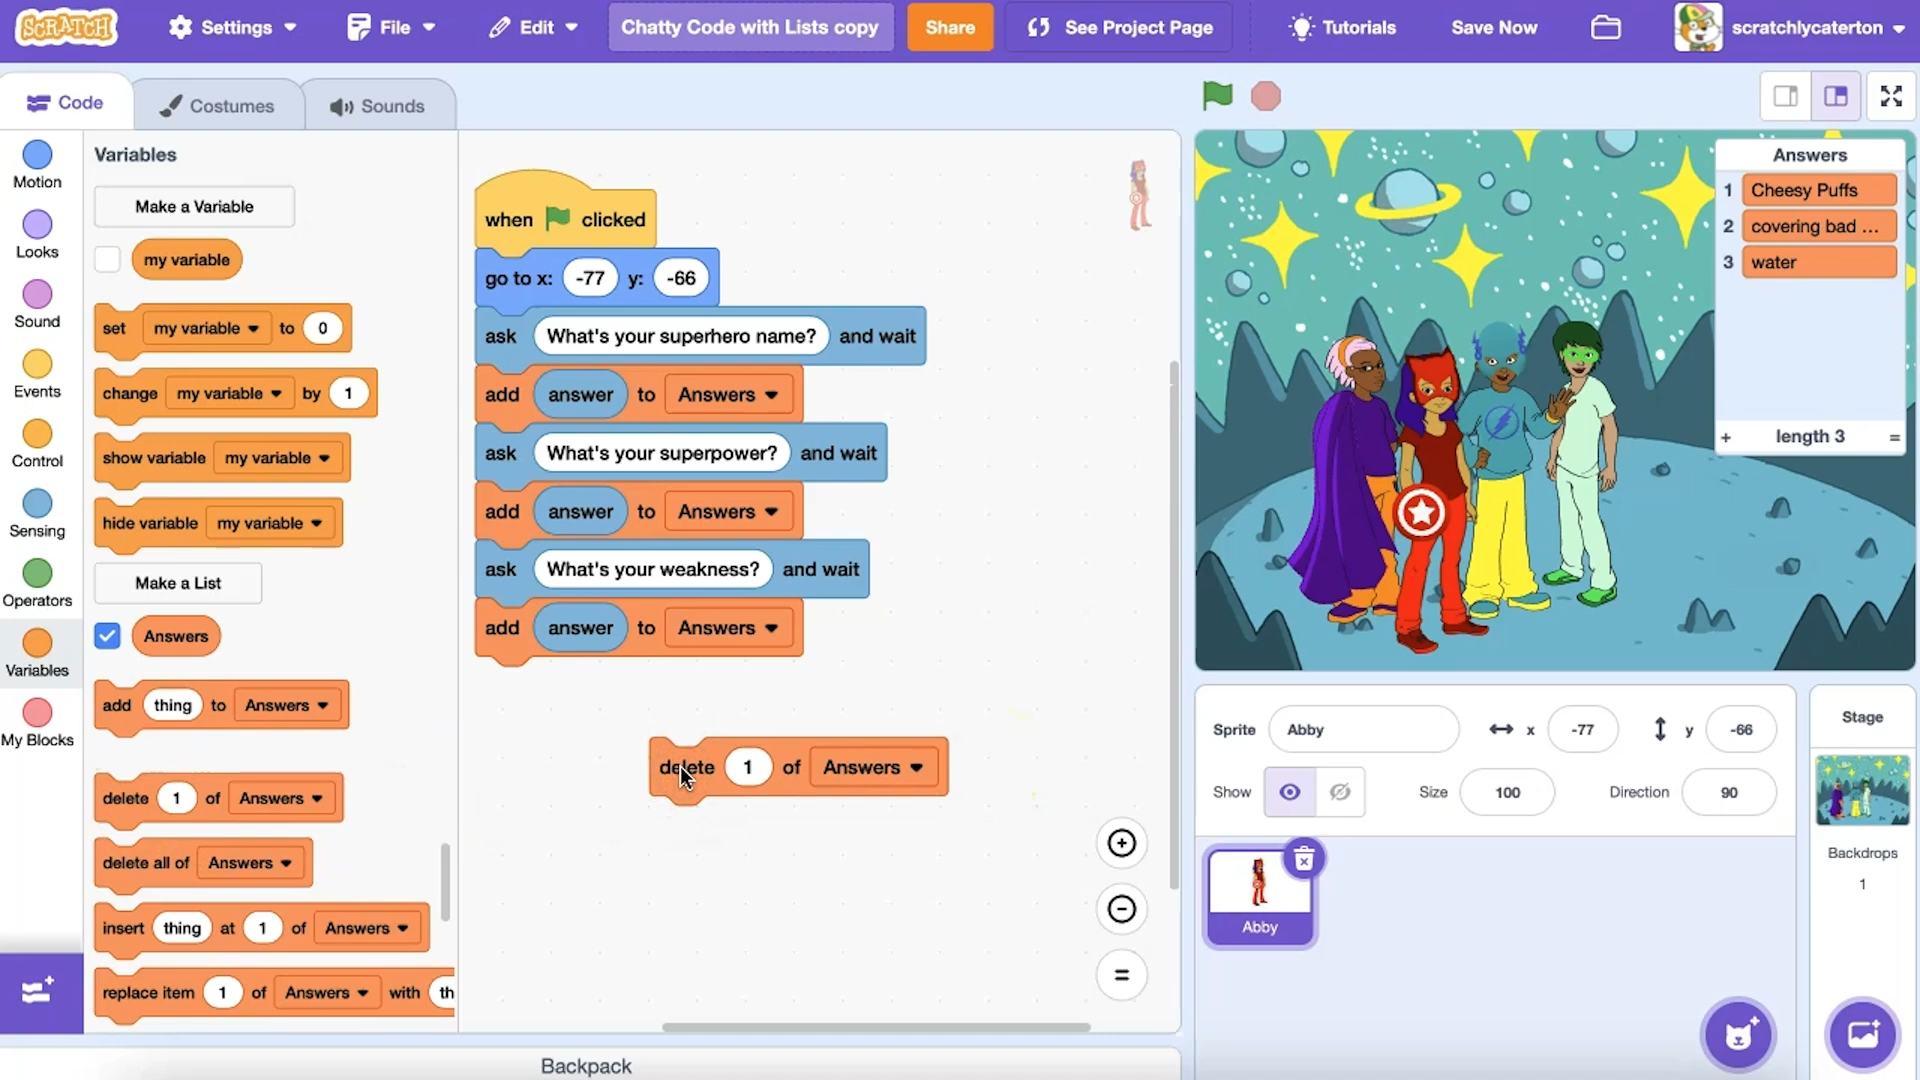 SCRATCH Settings File Edit Chatty Code with Lists copy Share See Project Page Tutorials Save Now scratchlycaterton
Code Costumes Sounds
Motion
Looks
Sound
Events
Control
Sensing
Operators
Variables
My Blocks
Variables
Make a Variable
my variable
set my variable to 0
change my variable by 1
show variable my variable
hide variable my variable
Make a List
Answers
add thing to Answers
delete 1 of Answers
delete all of Answers
insert thing at 1 of Answers
replace item 1 of Answers with th
when clicked
go to x: -77 y: -66
ask What's your superhero name? and wait
add answer to Answers
ask What's your superpower? and wait
add answer to Answers
ask What's your weakness? and wait
add answer to Answers
delete 1 of Answers
Backpack
Answers
1 Cheesy Puffs
2 covering bad ...
3 water
+ length 3 =
Sprite Abby x -77 y -66
Show Size 100 Direction 90
Abby
Stage
Backdrops
1